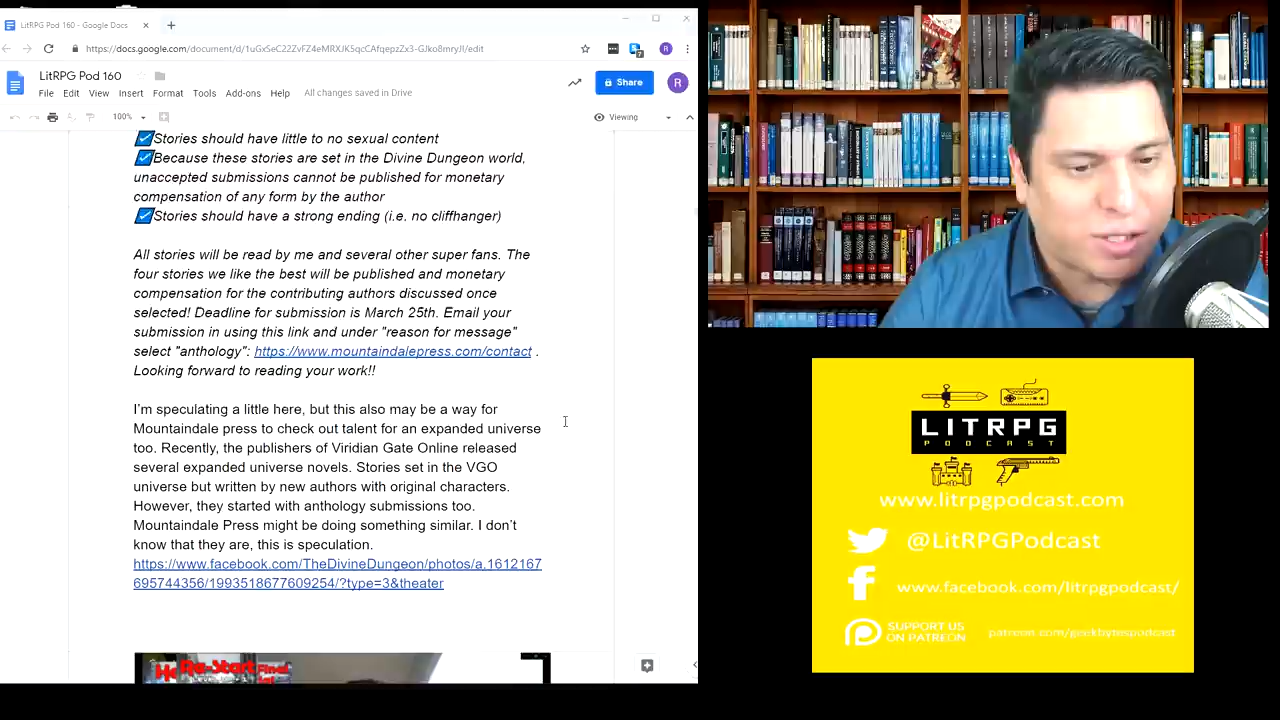 LitRPG Pod 160 - Google Docs
https://docs.google.com/document/d/1uGxSeC22ZvFZ4eMRXJK5qcCAfqepzZx3-GJko8mryJI/edit
R
LitRPG Pod 160
File Edit View Insert Format Tools Add-ons Help All changes saved in Drive
Share
R
100%
Viewing
Stories should have little to no sexual content
Because these stories are set in the Divine Dungeon world,
unaccepted submissions cannot be published for monetary
compensation of any form by the author
Stories should have a strong ending (i.e. no cliffhanger)
All stories will be read by me and several other super fans. The
four stories we like the best will be published and monetary
compensation for the contributing authors discussed once
selected! Deadline for submission is March 25th. Email your
submission in using this link and under "reason for message"
select "anthology": https://www.mountaindalepress.com/contact .
Looking forward to reading your work!!
I'm speculating a little here, but this also may be a way for
Mountaindale press to check out talent for an expanded universe
too. Recently, the publishers of Viridian Gate Online released
several expanded universe novels. Stories set in the VGO
universe but written by new authors with original characters.
However, they started with anthology submissions too.
Mountaindale Press might be doing something similar. I don't
know that they are, this is speculation.
https://www.facebook.com/TheDivineDungeon/photos/a.1612167
695744356/1993518677609254/?type=3&theater
Re-Start Final
LITRPG
PODCAST
www.litrpgpodcast.com
@LitRPGPodcast
www.facebook.com/litrpgpodcast/
SUPPORT US
ON PATREON
patreon.com/geekbytespodcast